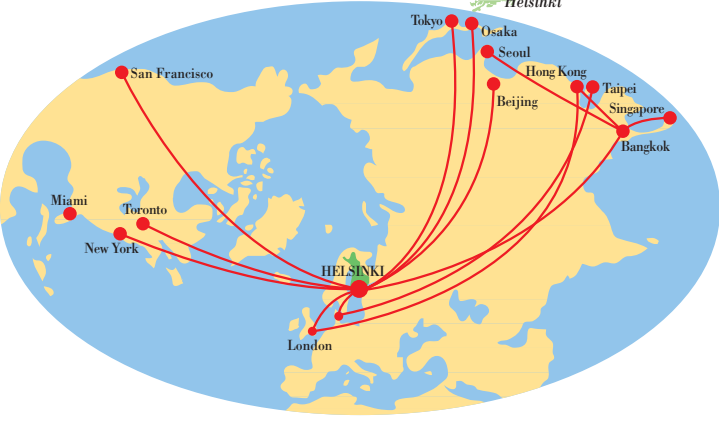 Helsinki
Tokyo
Osaka
Seoul
San Francisco
Hong Kong
Taipei
Beijing
Singapore
Bangkok
Miami
Toronto
New York
HELSINKI
London